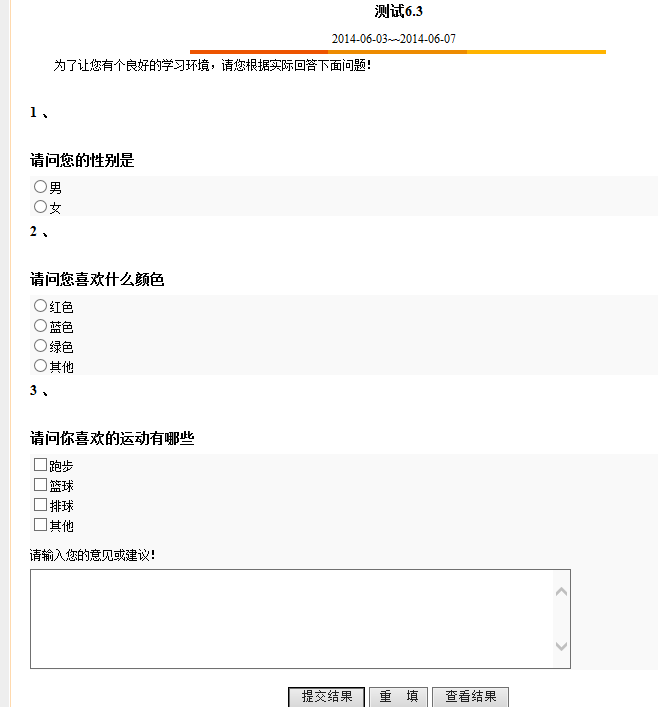 测试6.3
2014-06-03~~2014-06-07
为了让您有个良好的学习环境，请您根据实际回答下面问题！
1 、
请问您的性别是
男
女
2 、
请问您喜欢什么颜色
红色
蓝色
绿色
其他
3 、
请问你喜欢的运动有哪些
跑步
篮球
排球
其他
请输入您的意见或建议！
提交结果 重 填 查看结果